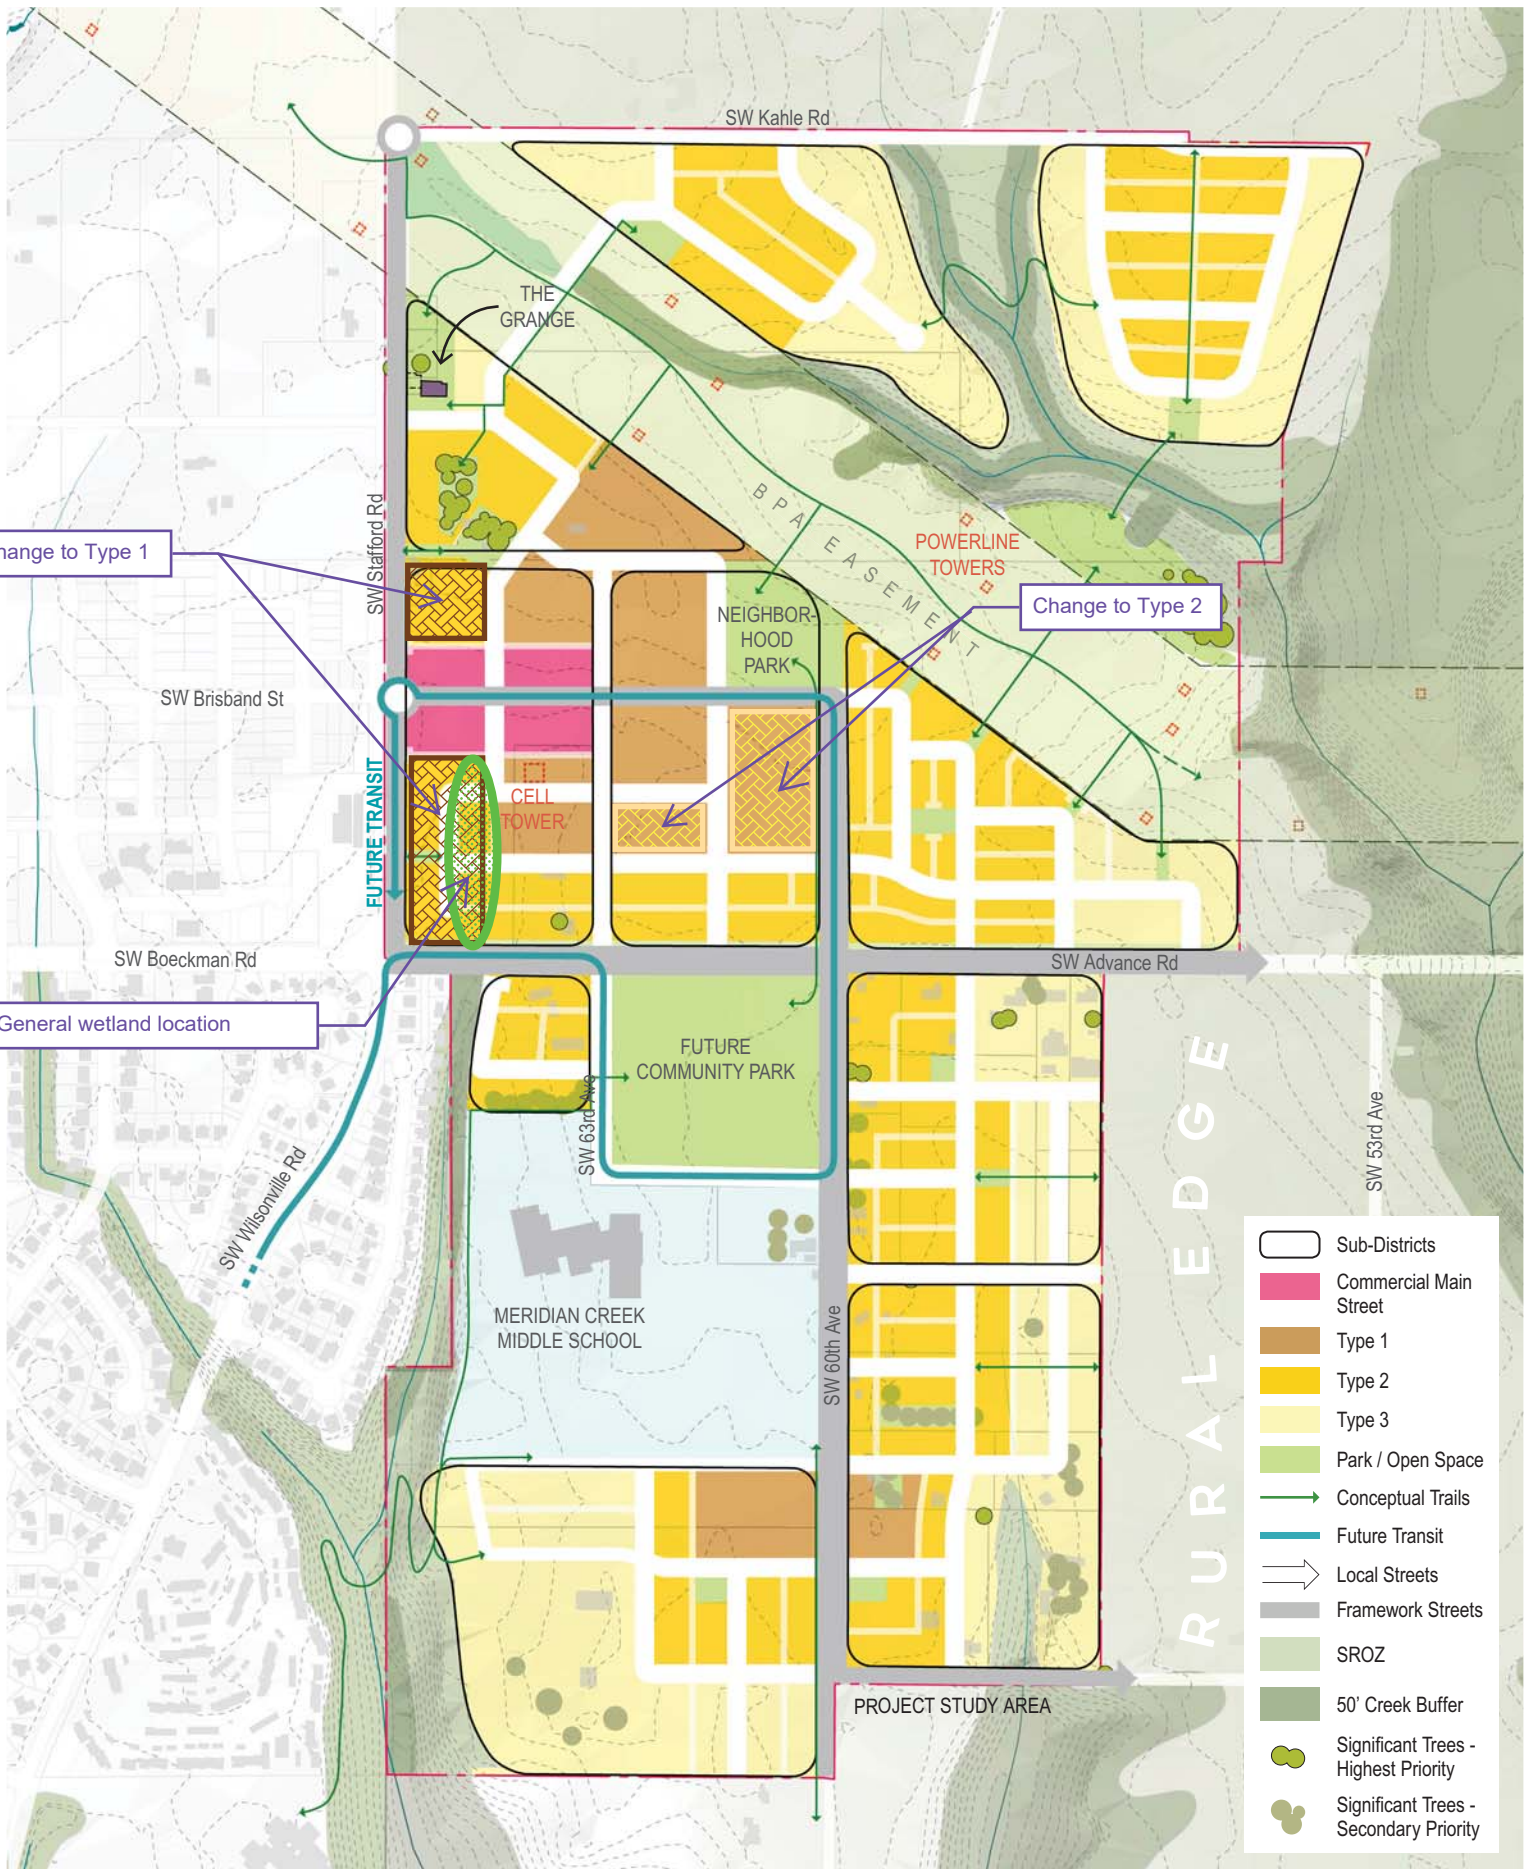 SW Kahle Rd
THE
GRANGE
SW Stafford Rd
BPA EASEMENT
POWERLINE
TOWERS
hange to Type 1
Change to Type 2
NEIGHBOR-
HOOD
PARK
SW Brisband St
FUTURE TRANSIT
CELL
TOWER
SW Boeckman Rd
SW Advance Rd
General wetland location
FUTURE
COMMUNITY PARK
SW 63rd Ave
SW Wilsonville Rd
MERIDIAN CREEK
MIDDLE SCHOOL
SW 60th Ave
RURAL EDGE
SW 53rd Ave
PROJECT STUDY AREA
Sub-Districts
Commercial Main
Street
Type 1
Type 2
Type 3
Park / Open Space
Conceptual Trails
Future Transit
Local Streets
Framework Streets
SROZ
50' Creek Buffer
Significant Trees -
Highest Priority
Significant Trees -
Secondary Priority